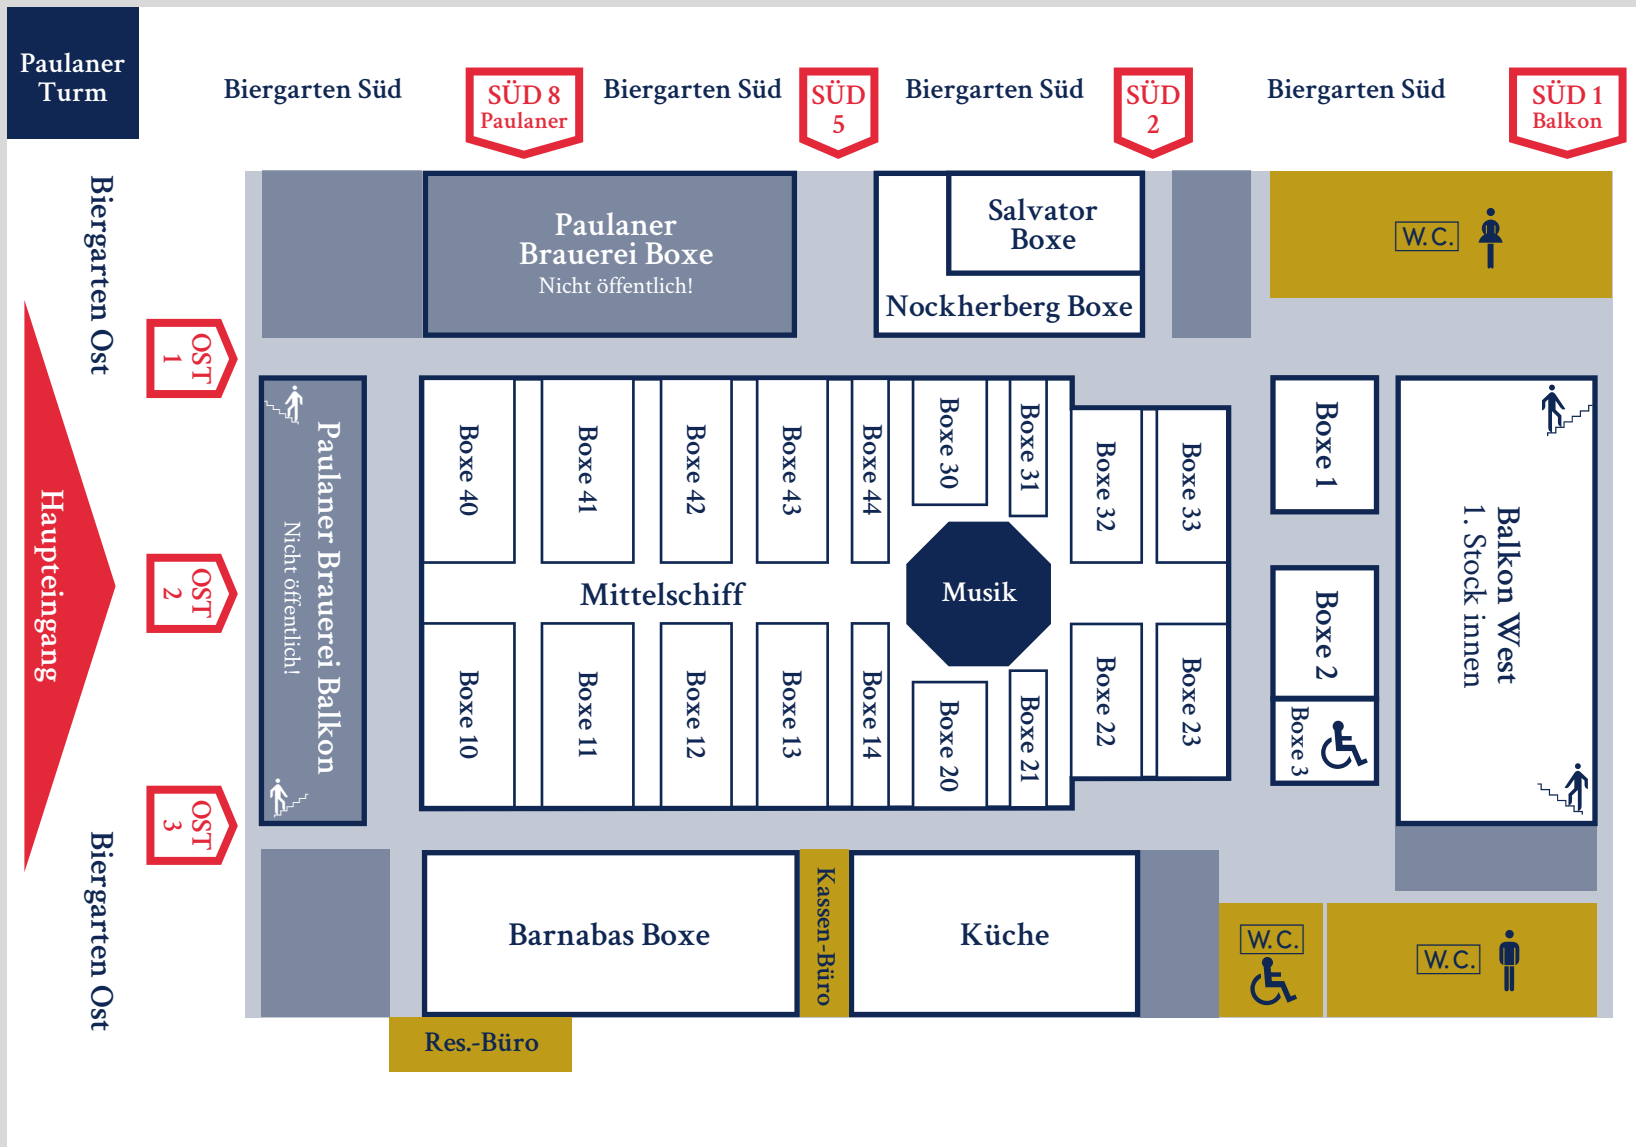 Paulaner
Turm
Biergarten Süd
SÜD 8
Paulaner
Biergarten Süd
SÜD
5
Biergarten Süd
SÜD
2
Biergarten Süd
SÜD 1
Balkon
Biergarten Ost
Paulaner
Brauerei Boxe
Nicht öffentlich!
Salvator
Boxe
Nockherberg Boxe
W.C.
OST
1
OST
2
OST
3
Haupteingang
Paulaner Brauerei Balkon
Nicht öffentlich!
Boxe 40
Boxe 41
Boxe 42
Boxe 43
Boxe 44
Boxe 30
Boxe 31
Boxe 32
Boxe 33
Boxe 1
Mittelschiff
Musik
Boxe 10
Boxe 11
Boxe 12
Boxe 13
Boxe 14
Boxe 20
Boxe 21
Boxe 22
Boxe 23
Boxe 2
Boxe 3
Balkon West
1. Stock innen
Biergarten Ost
Barnabas Boxe
Kassen-Büro
Küche
W.C.
W.C.
Res.-Büro